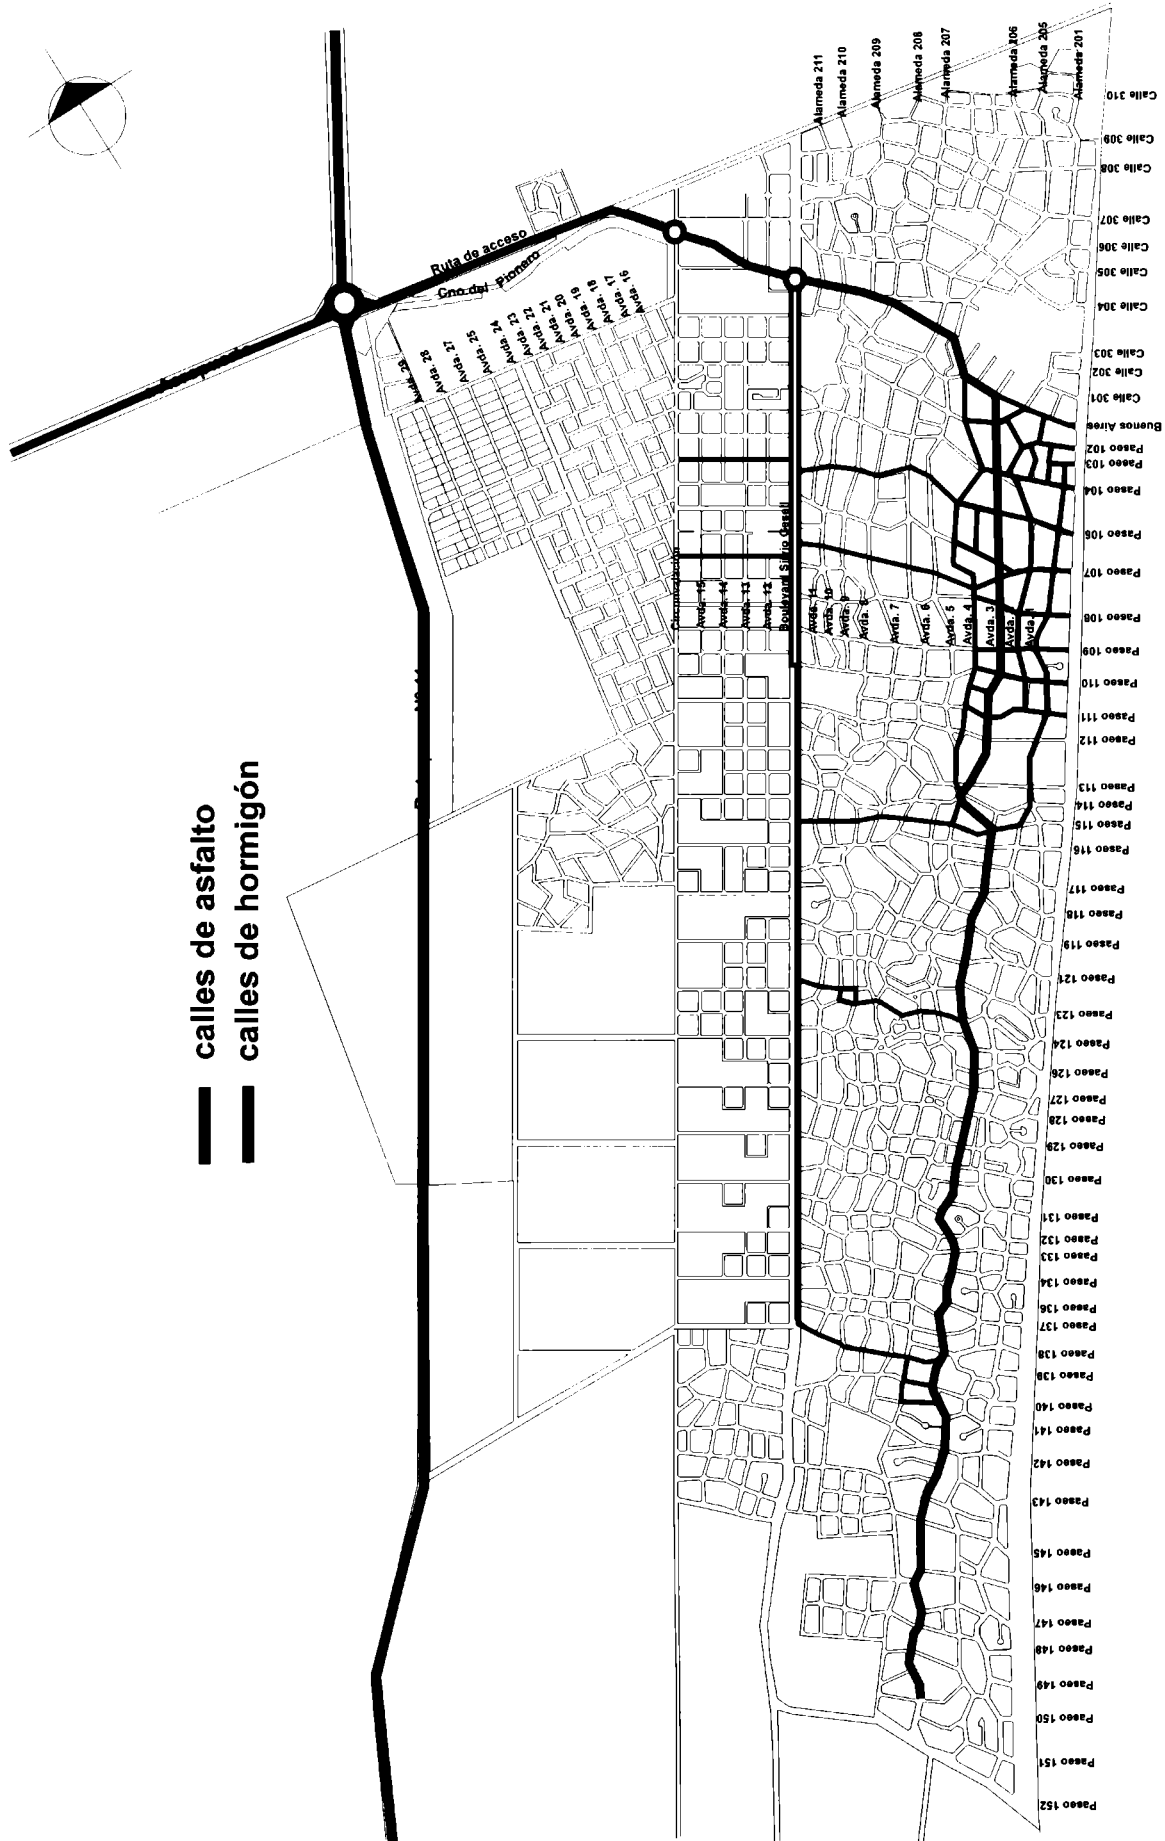 calles de asfalto
calles de hormigón
Ruta de acceso
Cno del Pionero
Avda. 29
Avda. 28
Avda. 27
Avda. 25
Avda. 24
Avda. 23
Avda. 22
Avda. 21
Avda. 20
Avda. 19
Avda. 18
Avda. 17
Avda. 16
Alameda 211
Alameda 210
Alameda 209
Alameda 208
Alameda 207
Alameda 206
Alameda 205
Alameda 201
Calle 310
Calle 309
Calle 308
Calle 307
Calle 306
Calle 305
Calle 304
Calle 303
Calle 302
Calle 301
Buenos Aires
Paseo 102
Paseo 103
Paseo 104
Paseo 105
Paseo 107
Paseo 108
Paseo 109
Paseo 110
Paseo 111
Paseo 112
Paseo 113
Paseo 114
Paseo 115
Paseo 116
Paseo 117
Paseo 118
Paseo 119
Paseo 121
Paseo 123
Paseo 124
Paseo 126
Paseo 127
Paseo 128
Paseo 129
Paseo 130
Paseo 131
Paseo 132
Paseo 133
Paseo 134
Paseo 136
Paseo 137
Paseo 138
Paseo 139
Paseo 140
Paseo 141
Paseo 142
Paseo 143
Paseo 145
Paseo 146
Paseo 147
Paseo 148
Paseo 149
Paseo 150
Paseo 151
Paseo 152
Circunvalación
Avda. 15
Avda. 14
Avda. 13
Avda. 12
Boulevard Silvio Gesell
Avda. 11
Avda. 10
Avda. 9
Avda. 8
Avda. 7
Avda. 6
Avda. 5
Avda. 4
Avda. 3
Avda.
Avda.